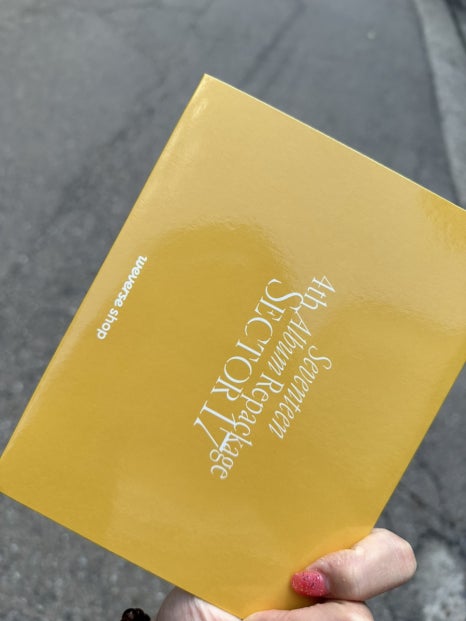 Seventeen
4th Album Repackage
SECTOR 17
weverse shop